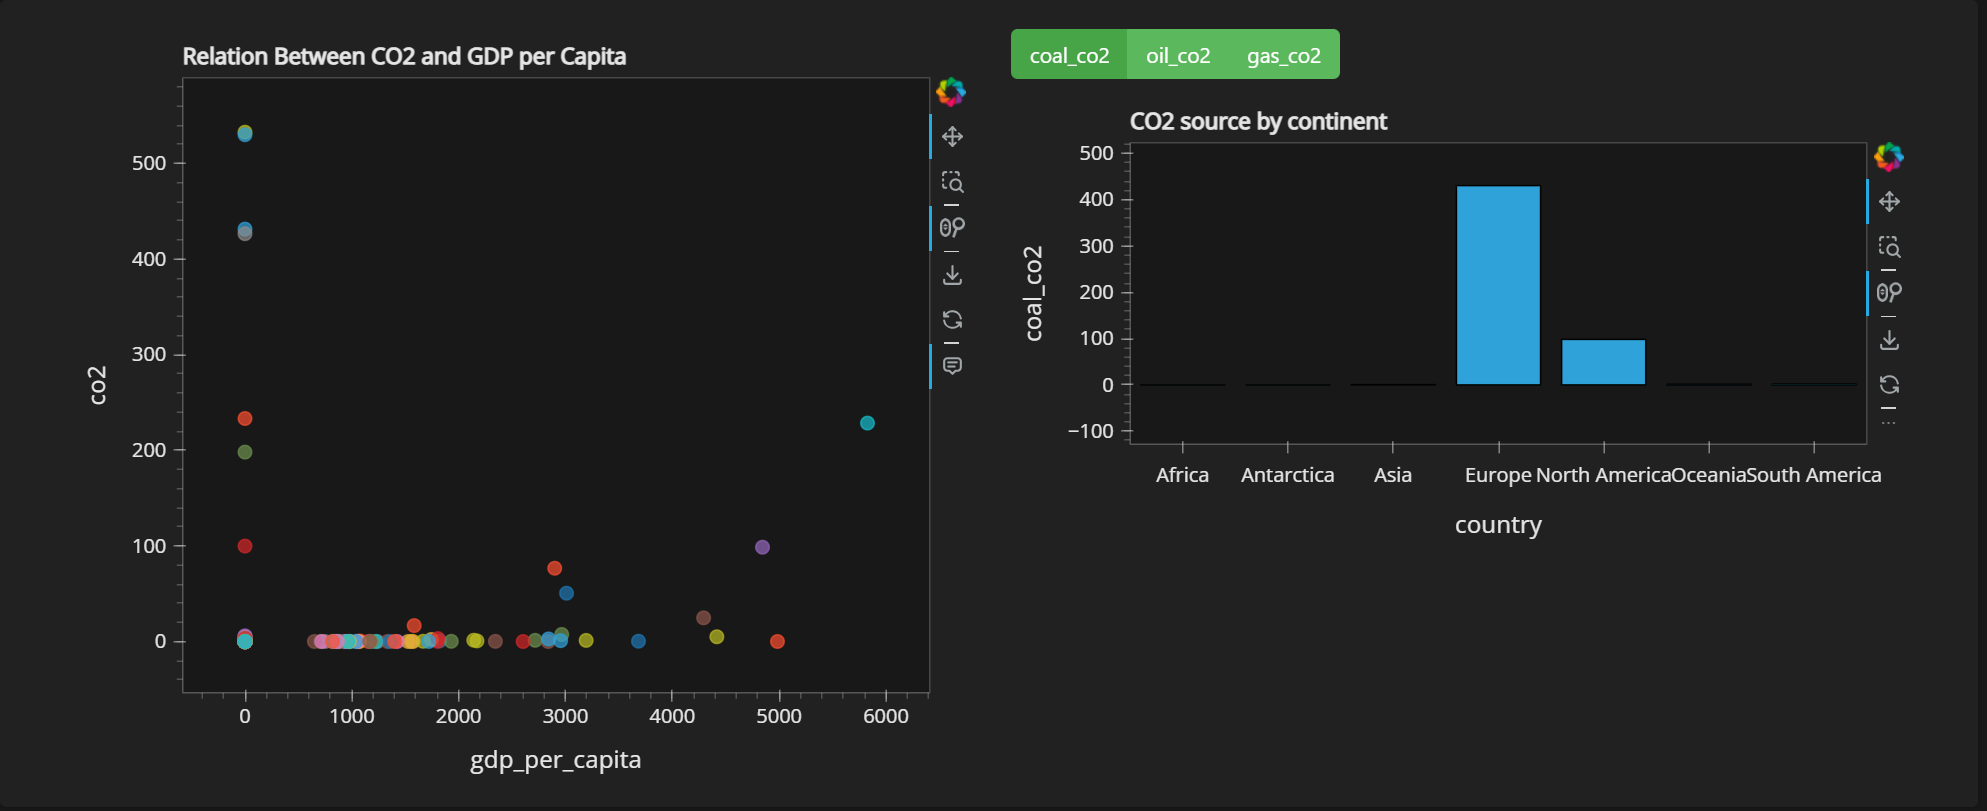 Relation Between CO2 and GDP per Capita
500
400
300
200
100
0
co2
0 1000 2000 3000 4000 5000 6000
gdp_per_capita
coal_co2 oil_co2 gas_co2
CO2 source by continent
500
400
300
200
100
0
−100
coal_co2
Africa Antarctica Asia Europe North America Oceania South America
country